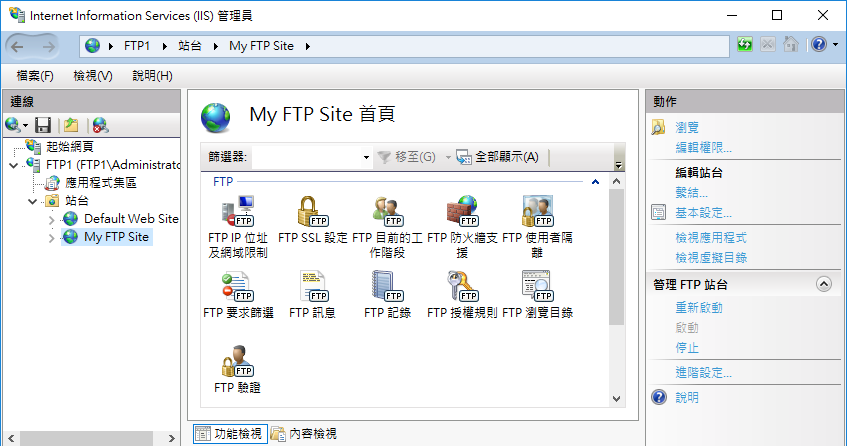 Internet Information Services (IIS) 管理員
FTP1 站台 My FTP Site
檔案(F) 檢視(V) 說明(H)
連線
起始網頁
FTP1 (FTP1\Administrato
應用程式集區
站台
Default Web Site
My FTP Site
My FTP Site 首頁
篩選器: 移至(G) 全部顯示(A)
FTP
FTP IP 位址
及網域限制
FTP SSL 設定
FTP 目前的工
作階段
FTP 防火牆支
援
FTP 使用者隔
離
FTP 要求篩選
FTP 訊息
FTP 記錄
FTP 授權規則
FTP 瀏覽目錄
FTP 驗證
功能檢視 內容檢視
動作
瀏覽
編輯權限...
編輯站台
繫結...
基本設定...
檢視應用程式
檢視虛擬目錄
管理 FTP 站台
重新啟動
啟動
停止
進階設定...
說明